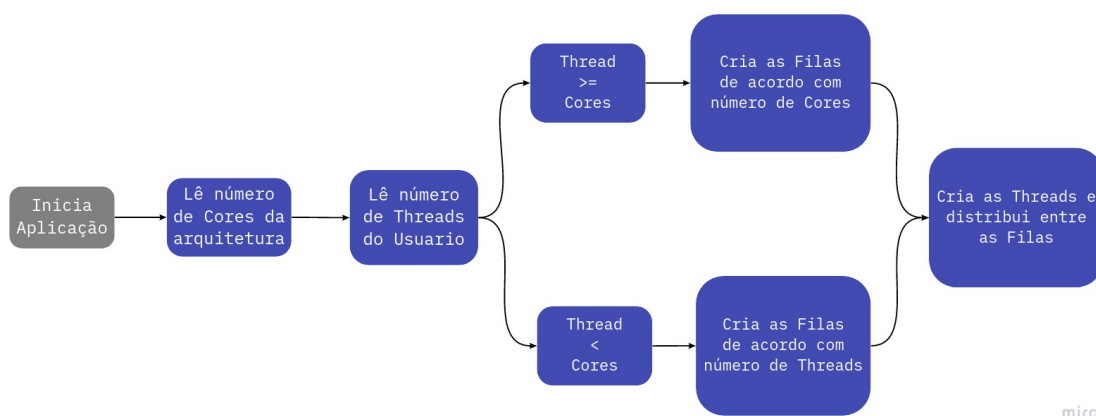 Inicia
Aplicação
Lê número
de Cores da
arquitetura
Lê número
de Threads
do Usuario
Thread
>=
Cores
Cria as Filas
de acordo com
número de Cores
Thread
<
Cores
Cria as Filas
de acordo com
número de Threads
Cria as Threads e
distribui entre
as Filas
miro